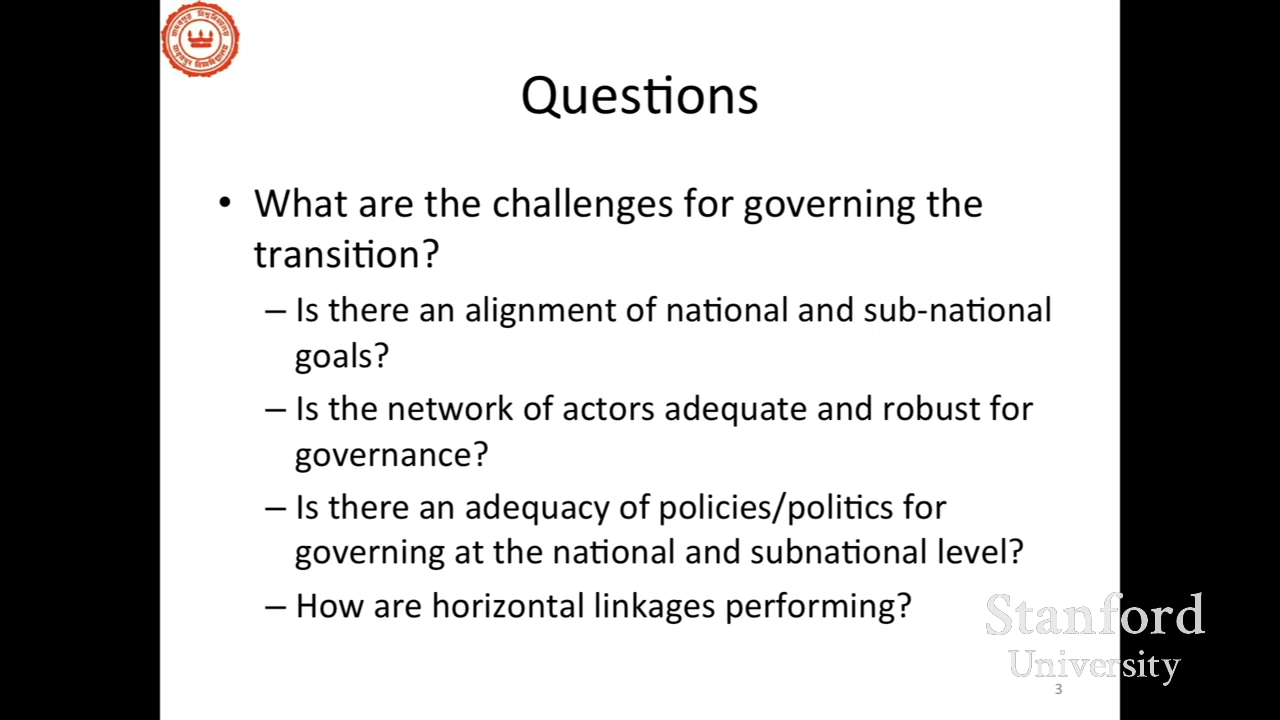 Questions
• What are the challenges for governing the
transition?
– Is there an alignment of national and sub-national
goals?
– Is the network of actors adequate and robust for
governance?
– Is there an adequacy of policies/politics for
governing at the national and subnational level?
– How are horizontal linkages performing?
Stanford
University
3